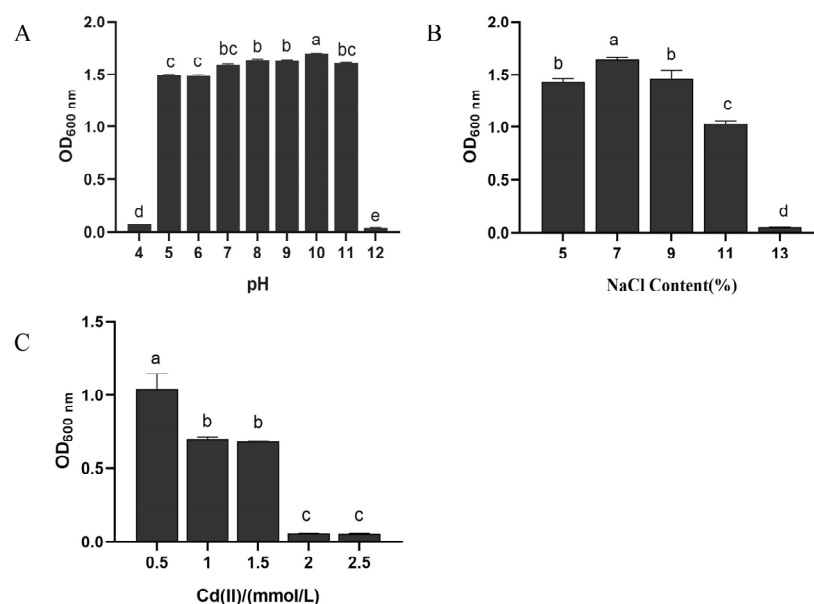 A
OD600 nm
2.0
1.5
1.0
0.5
0.0
d c c bc b b a bc e
4 5 6 7 8 9 10 11 12
pH
B
OD600 nm
2.0
1.5
1.0
0.5
0.0
b a b c d
5 7 9 11 13
NaCl Content(%)
C
OD600 nm
1.5
1.0
0.5
0.0
a b b c c
0.5 1 1.5 2 2.5
Cd(II)/(mmol/L)